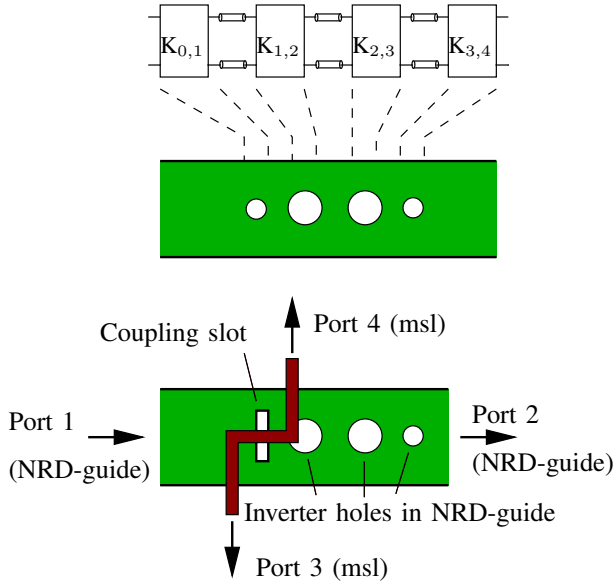 K0,1 K1,2 K2,3 K3,4
Port 4 (msl)
Coupling slot
Port 1
(NRD-guide)
Port 2
(NRD-guide)
Inverter holes in NRD-guide
Port 3 (msl)